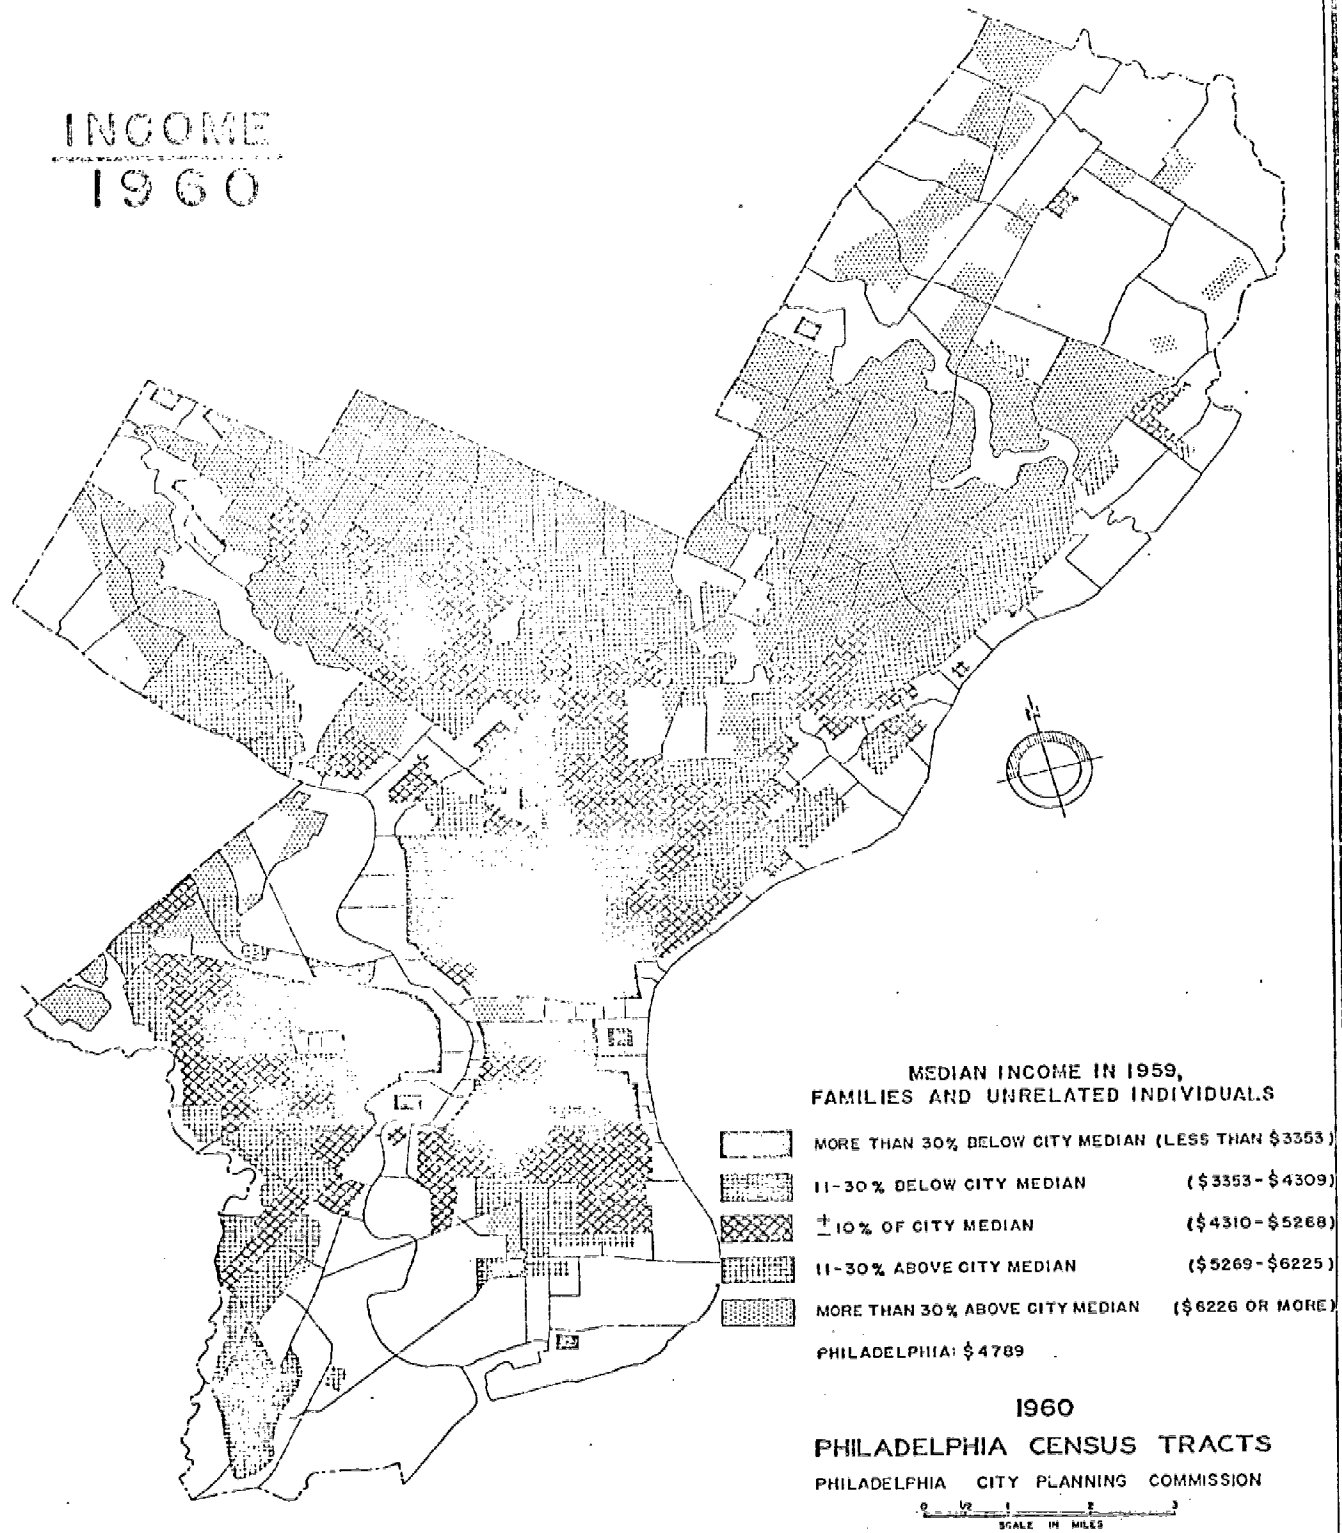 INCOME
1960
N
MEDIAN INCOME IN 1959,
FAMILIES AND UNRELATED INDIVIDUALS
MORE THAN 30% BELOW CITY MEDIAN (LESS THAN $3353)
11-30% BELOW CITY MEDIAN ($3353-$4309)
±10% OF CITY MEDIAN ($4310-$5268)
11-30% ABOVE CITY MEDIAN ($5269-$6225)
MORE THAN 30% ABOVE CITY MEDIAN ($6226 OR MORE)
PHILADELPHIA: $4789
1960
PHILADELPHIA CENSUS TRACTS
PHILADELPHIA CITY PLANNING COMMISSION
0 1/2 1 2 3
SCALE IN MILES